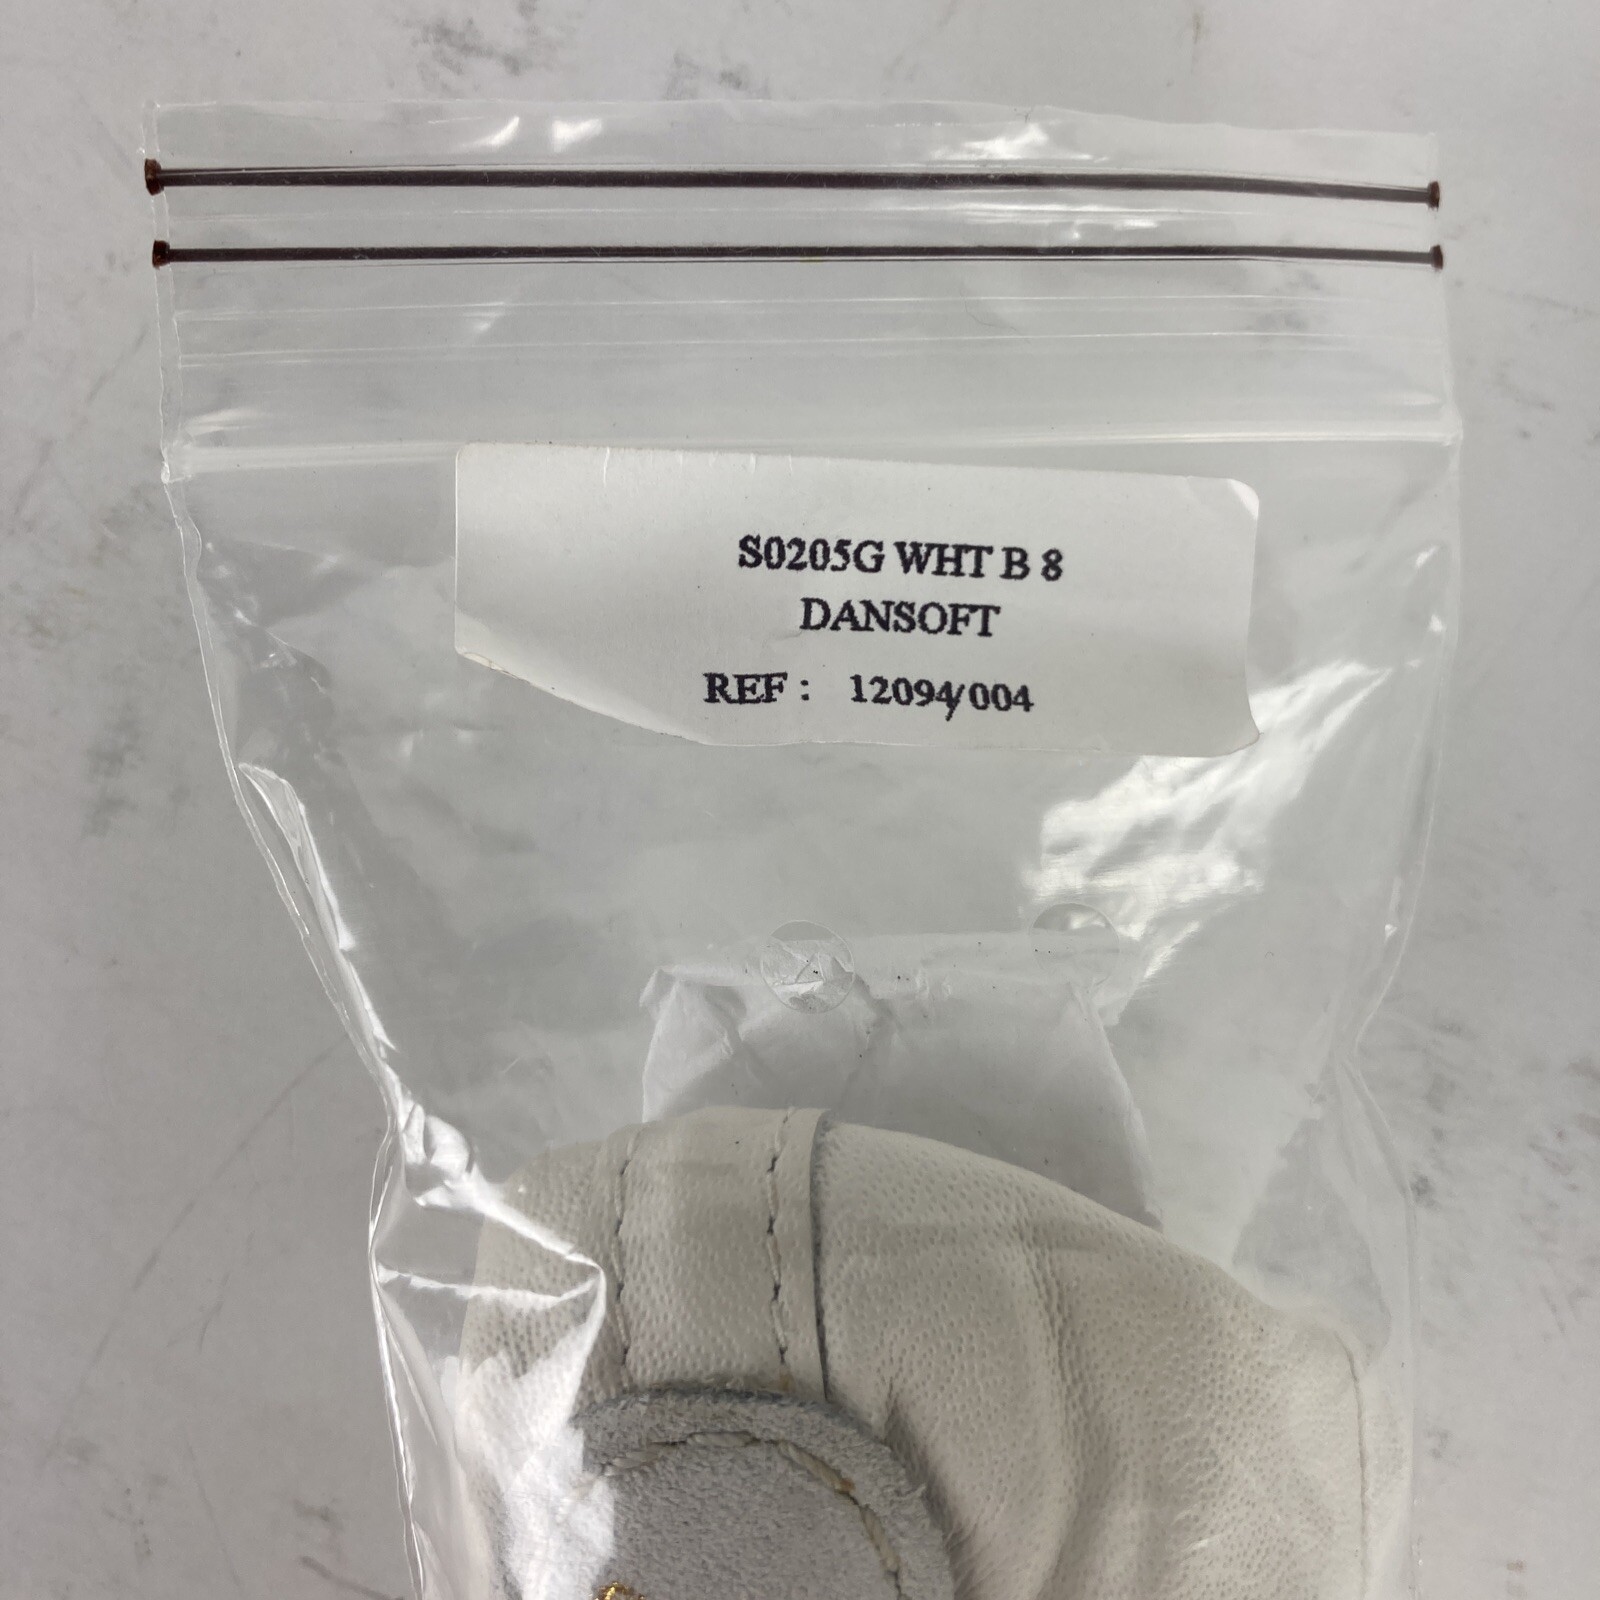 S0205G WHT B 8
DANSOFT
REF : 12094/004